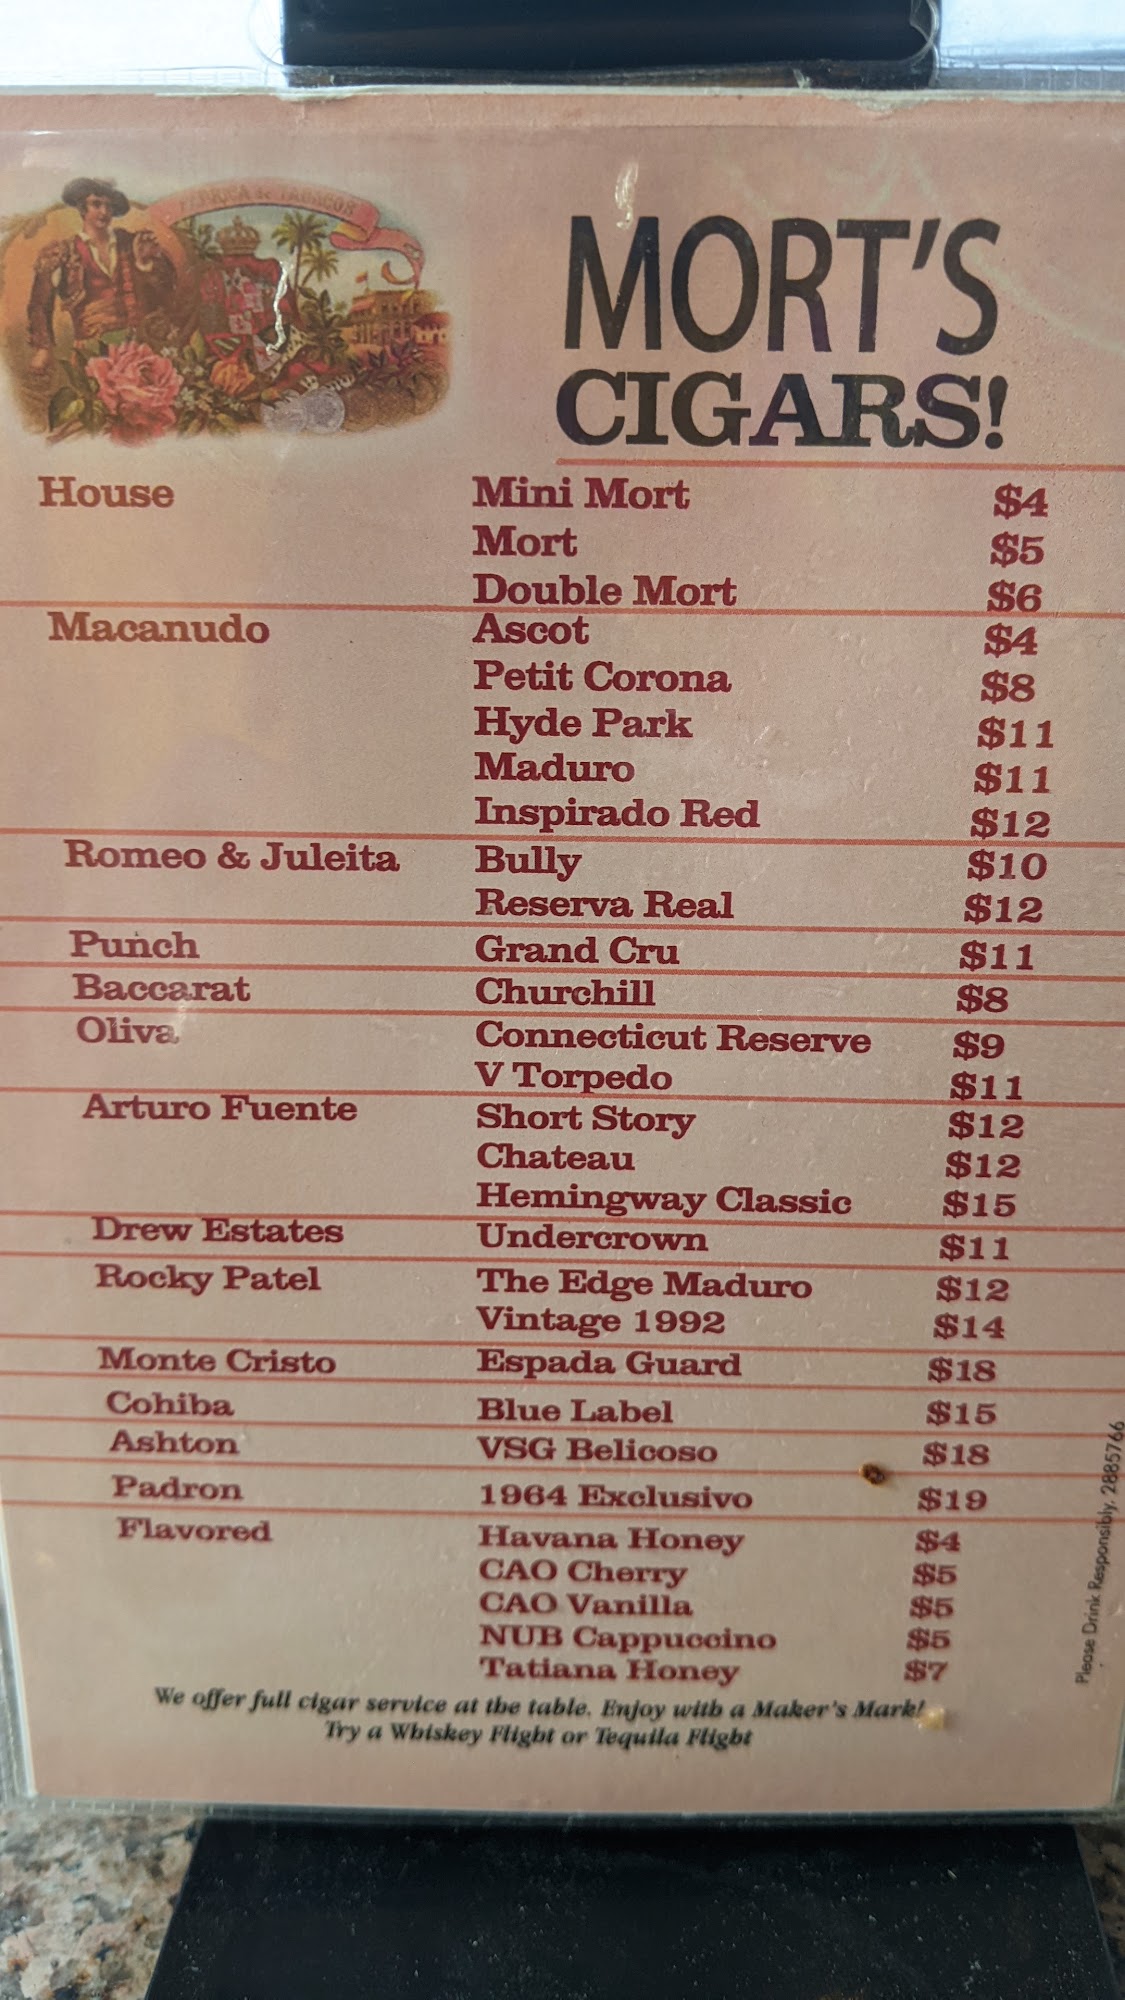 FABRICA de TABACOS
MORT'S
CIGARS!
House Mini Mort $4
Mort $5
Double Mort $6
Macanudo Ascot $4
Petit Corona $8
Hyde Park $11
Maduro $11
Inspirado Red $12
Romeo & Juleita Bully $10
Reserva Real $12
Punch Grand Cru $11
Baccarat Churchill $8
Oliva Connecticut Reserve $9
V Torpedo $11
Arturo Fuente Short Story $12
Chateau $12
Hemingway Classic $15
Drew Estates Undercrown $11
Rocky Patel The Edge Maduro $12
Vintage 1992 $14
Monte Cristo Espada Guard $18
Cohiba Blue Label $15
Ashton VSG Belicoso $18
Padron 1964 Exclusivo $19
Flavored Havana Honey $4
CAO Cherry $5
CAO Vanilla $5
NUB Cappuccino $5
Tatiana Honey $7
We offer full cigar service at the table. Enjoy with a Maker's Mark!
Try a Whiskey Flight or Tequila Flight
Please Drink Responsibly. 2885766